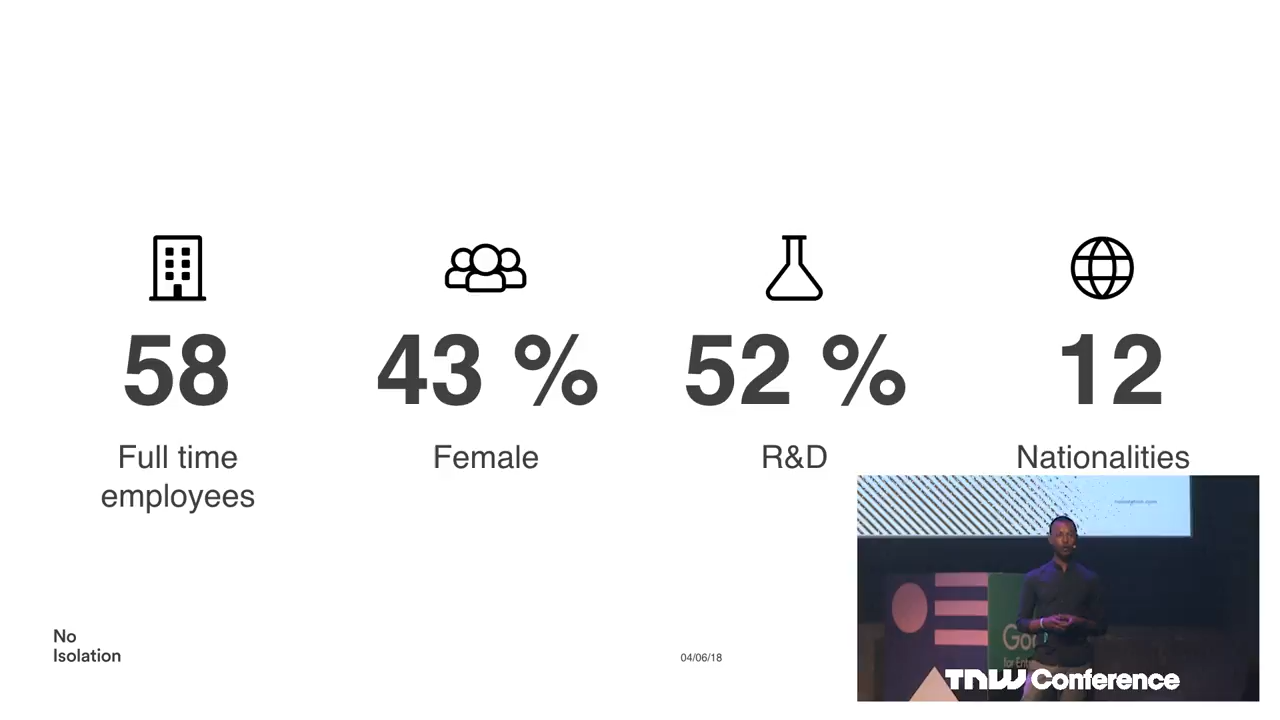 58
43 %
52 %
12
Full time
employees
Female
R&D
Nationalities
No
Isolation
04/06/18
TNW Conference